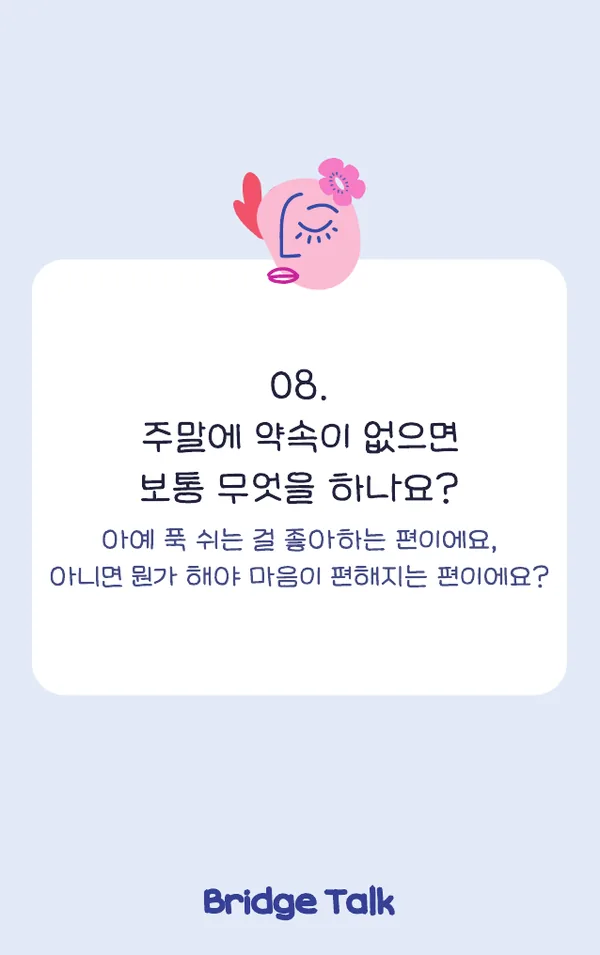 08.
주말에 약속이 없으면
보통 무엇을 하나요?
아예 푹 쉬는 걸 좋아하는 편이에요,
아니면 뭔가 해야 마음이 편해지는 편이에요?
Bridge Talk